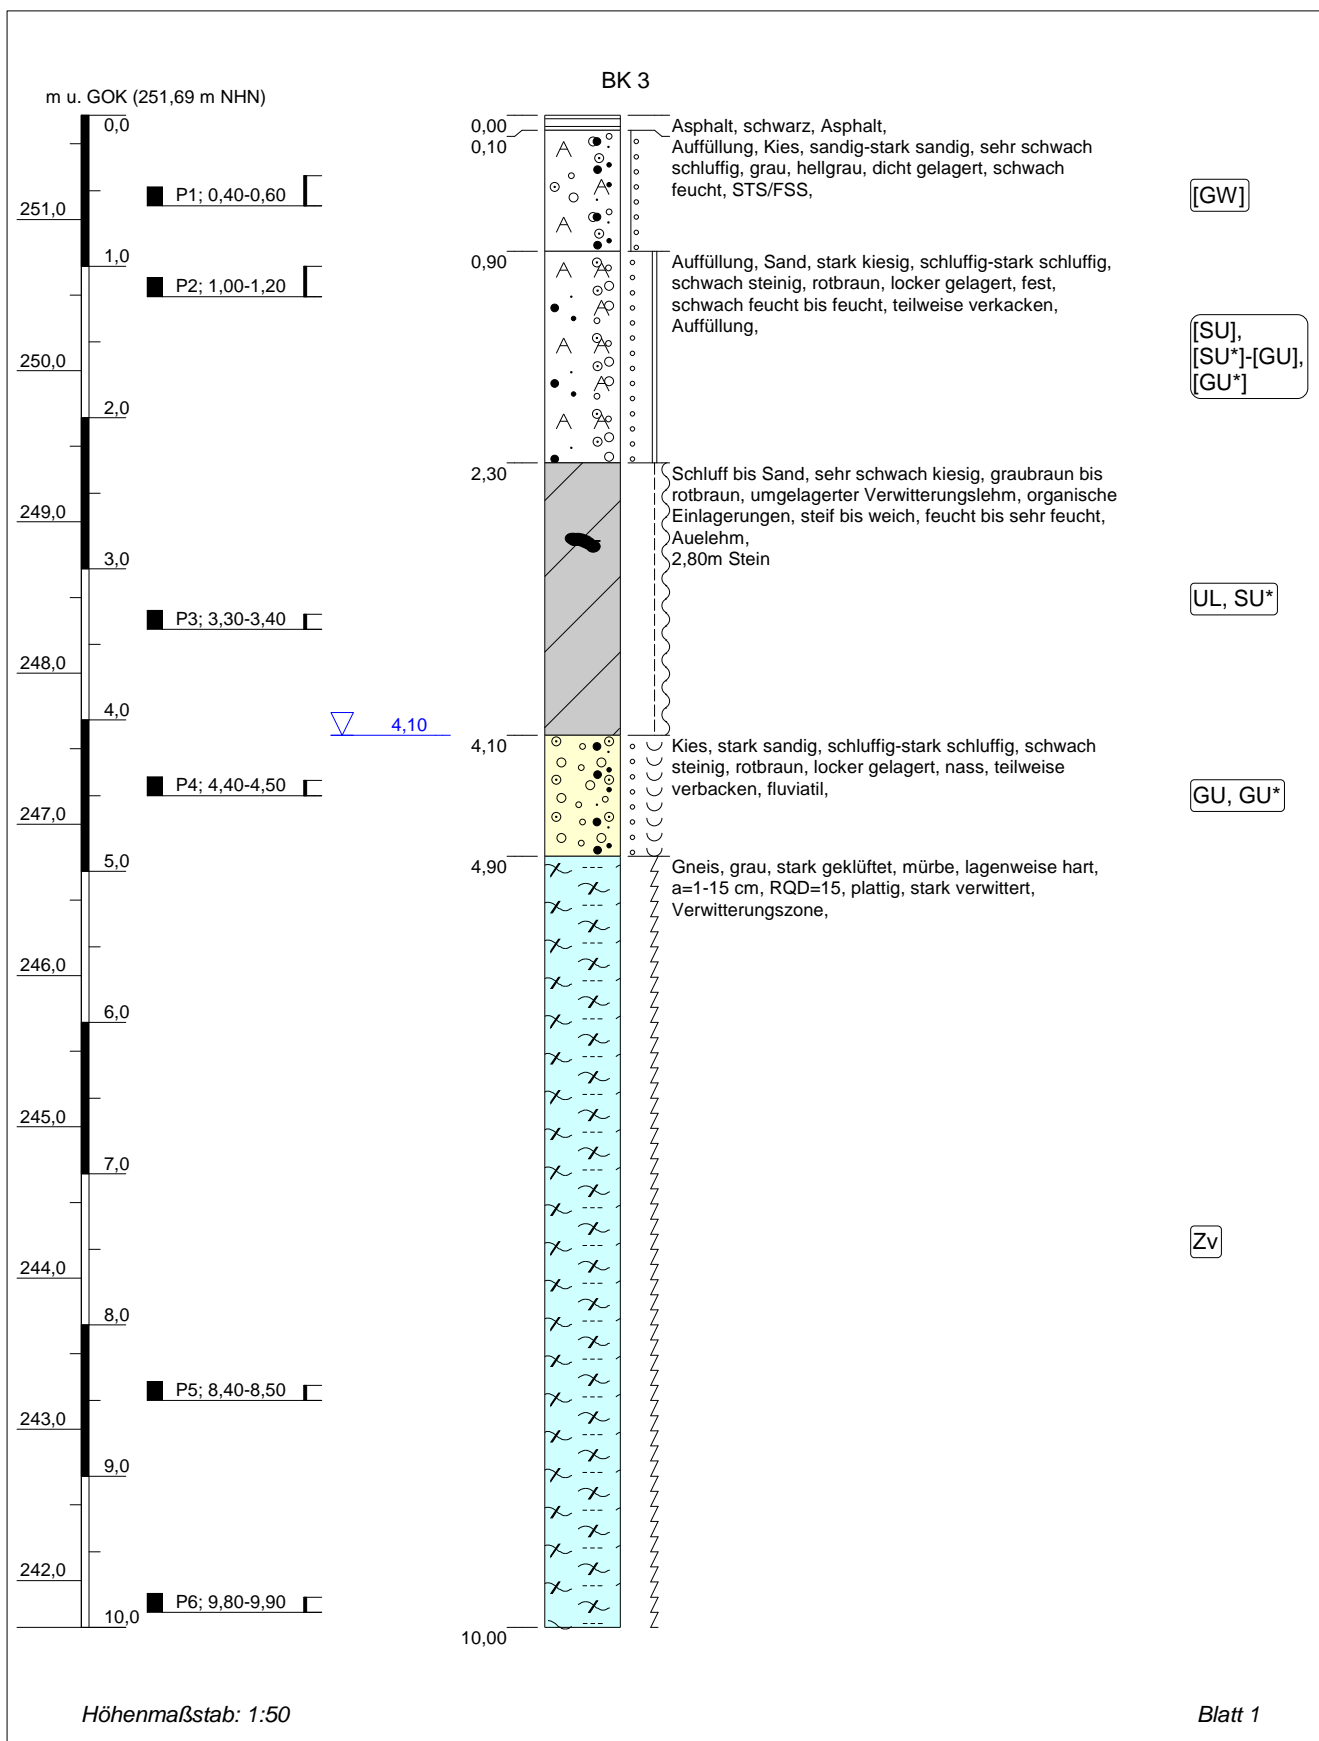 BK 3
m u. GOK (251,69 m NHN)
0,0
0,00
Asphalt, schwarz, Asphalt,
0,10
Auffüllung, Kies, sandig-stark sandig, sehr schwach
schluffig, grau, hellgrau, dicht gelagert, schwach
feucht, STS/FSS,
P1; 0,40-0,60
[GW]
251,0
1,0
0,90
Auffüllung, Sand, stark kiesig, schluffig-stark schluffig,
schwach steinig, rotbraun, locker gelagert, fest,
schwach feucht bis feucht, teilweise verkacken,
Auffüllung,
P2; 1,00-1,20
[SU],
[SU*]-[GU],
[GU*]
250,0
2,0
2,30
Schluff bis Sand, sehr schwach kiesig, graubraun bis
rotbraun, umgelagerter Verwitterungslehm, organische
Einlagerungen, steif bis weich, feucht bis sehr feucht,
Auelehm,
2,80m Stein
249,0
3,0
P3; 3,30-3,40
UL, SU*
248,0
4,0
4,10
4,10
Kies, stark sandig, schluffig-stark schluffig, schwach
steinig, rotbraun, locker gelagert, nass, teilweise
verbacken, fluviatil,
P4; 4,40-4,50
GU, GU*
247,0
5,0
4,90
Gneis, grau, stark geklüftet, mürbe, lagenweise hart,
a=1-15 cm, RQD=15, plattig, stark verwittert,
Verwitterungszone,
246,0
6,0
245,0
7,0
Zv
244,0
8,0
P5; 8,40-8,50
243,0
9,0
242,0
P6; 9,80-9,90
10,0
10,00
Höhenmaßstab: 1:50
Blatt 1